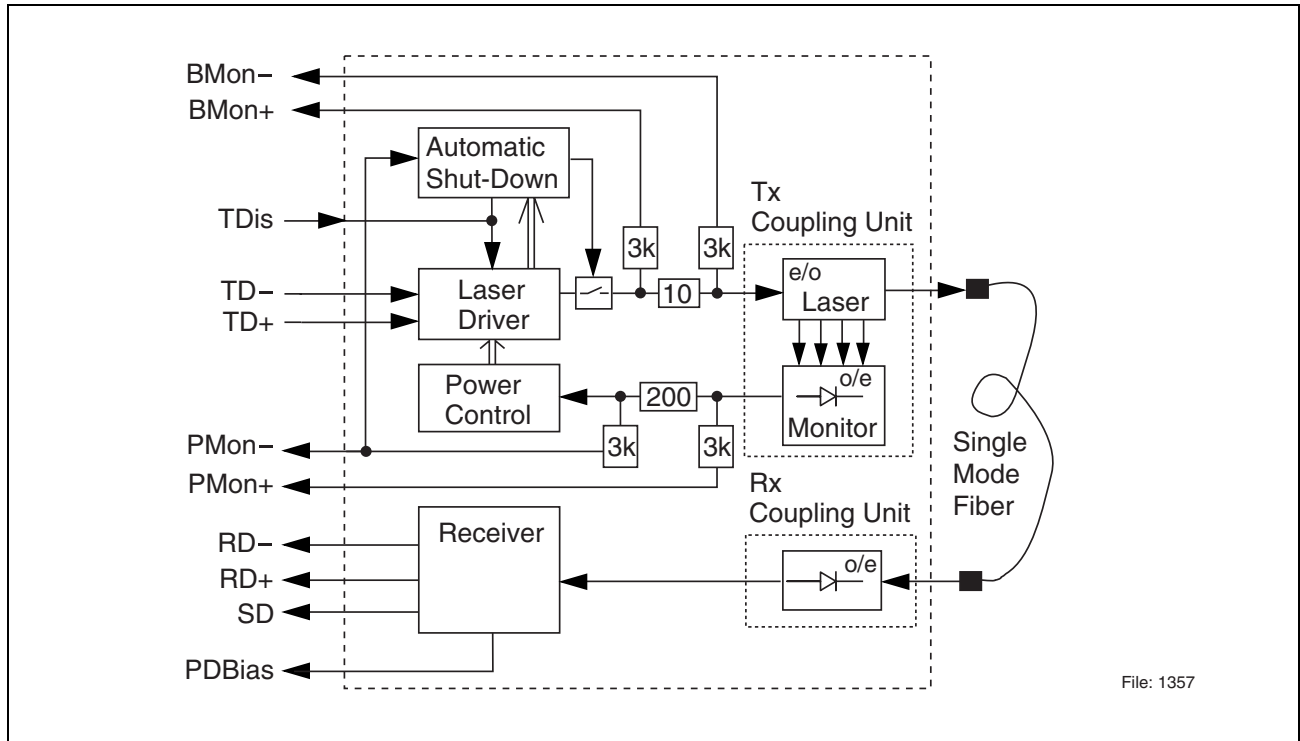 BMon−
BMon+
Automatic
Shut-Down
TDis
Tx
Coupling Unit
3k
3k
e/o
Laser
TD−
TD+
Laser
Driver
10
Power
Control
200
o/e
Monitor
PMon−
PMon+
3k
3k
Single
Mode
Fiber
Rx
Coupling Unit
RD−
RD+
SD
Receiver
o/e
PDBias
File: 1357